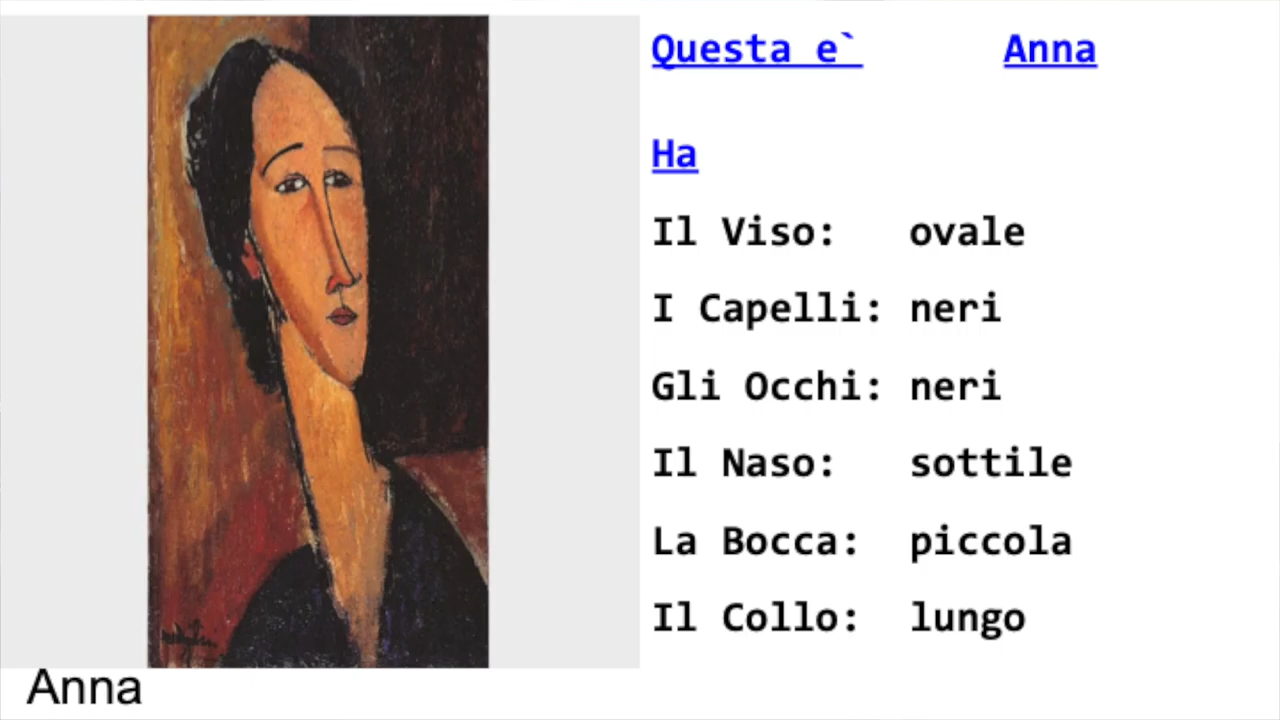 Questa e` Anna
Ha
Il Viso: ovale
I Capelli: neri
Gli Occhi: neri
Il Naso: sottile
La Bocca: piccola
Il Collo: lungo
Anna